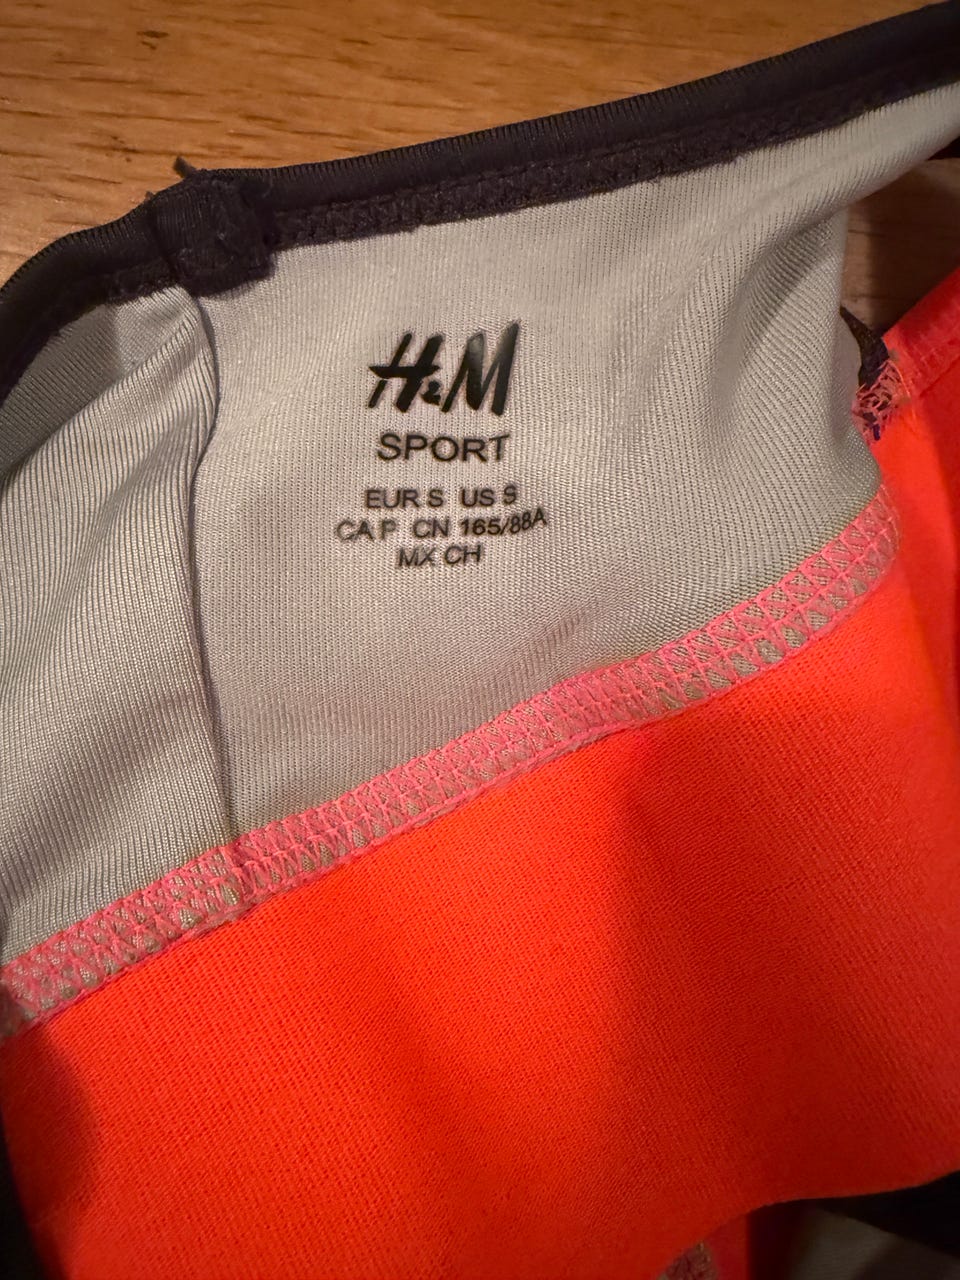 H&M
SPORT
EUR S US S
CA P CN 165/88A
MX CH